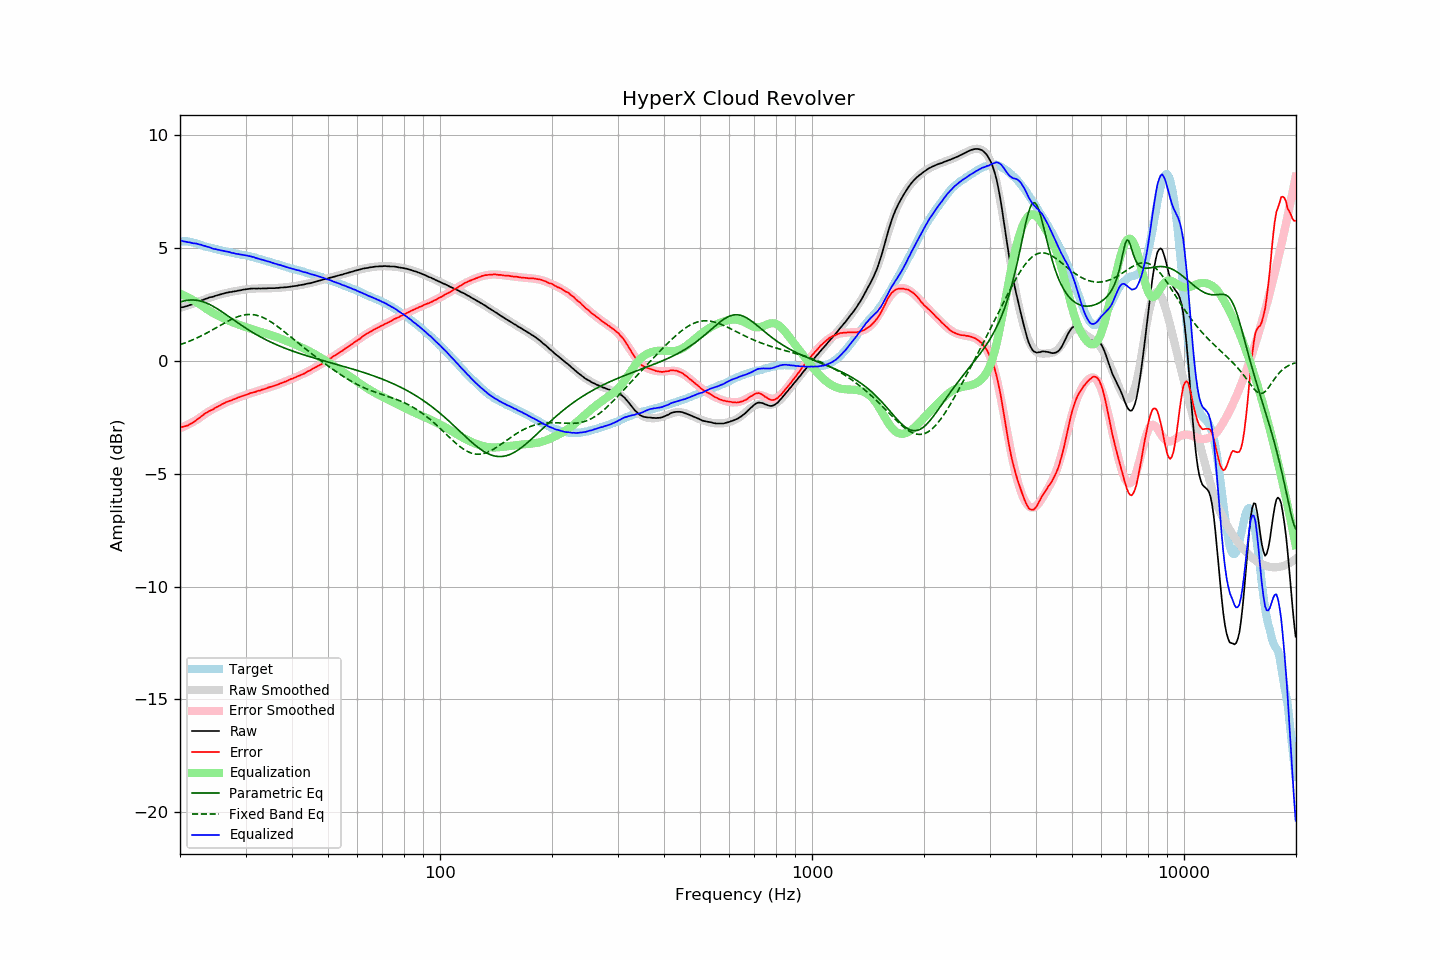 HyperX Cloud Revolver
10
5
0
−5
−10
−15
−20
Amplitude (dBr)
Target
Raw Smoothed
Error Smoothed
Raw
Error
Equalization
Parametric Eq
Fixed Band Eq
Equalized
100
1000
10000
Frequency (Hz)